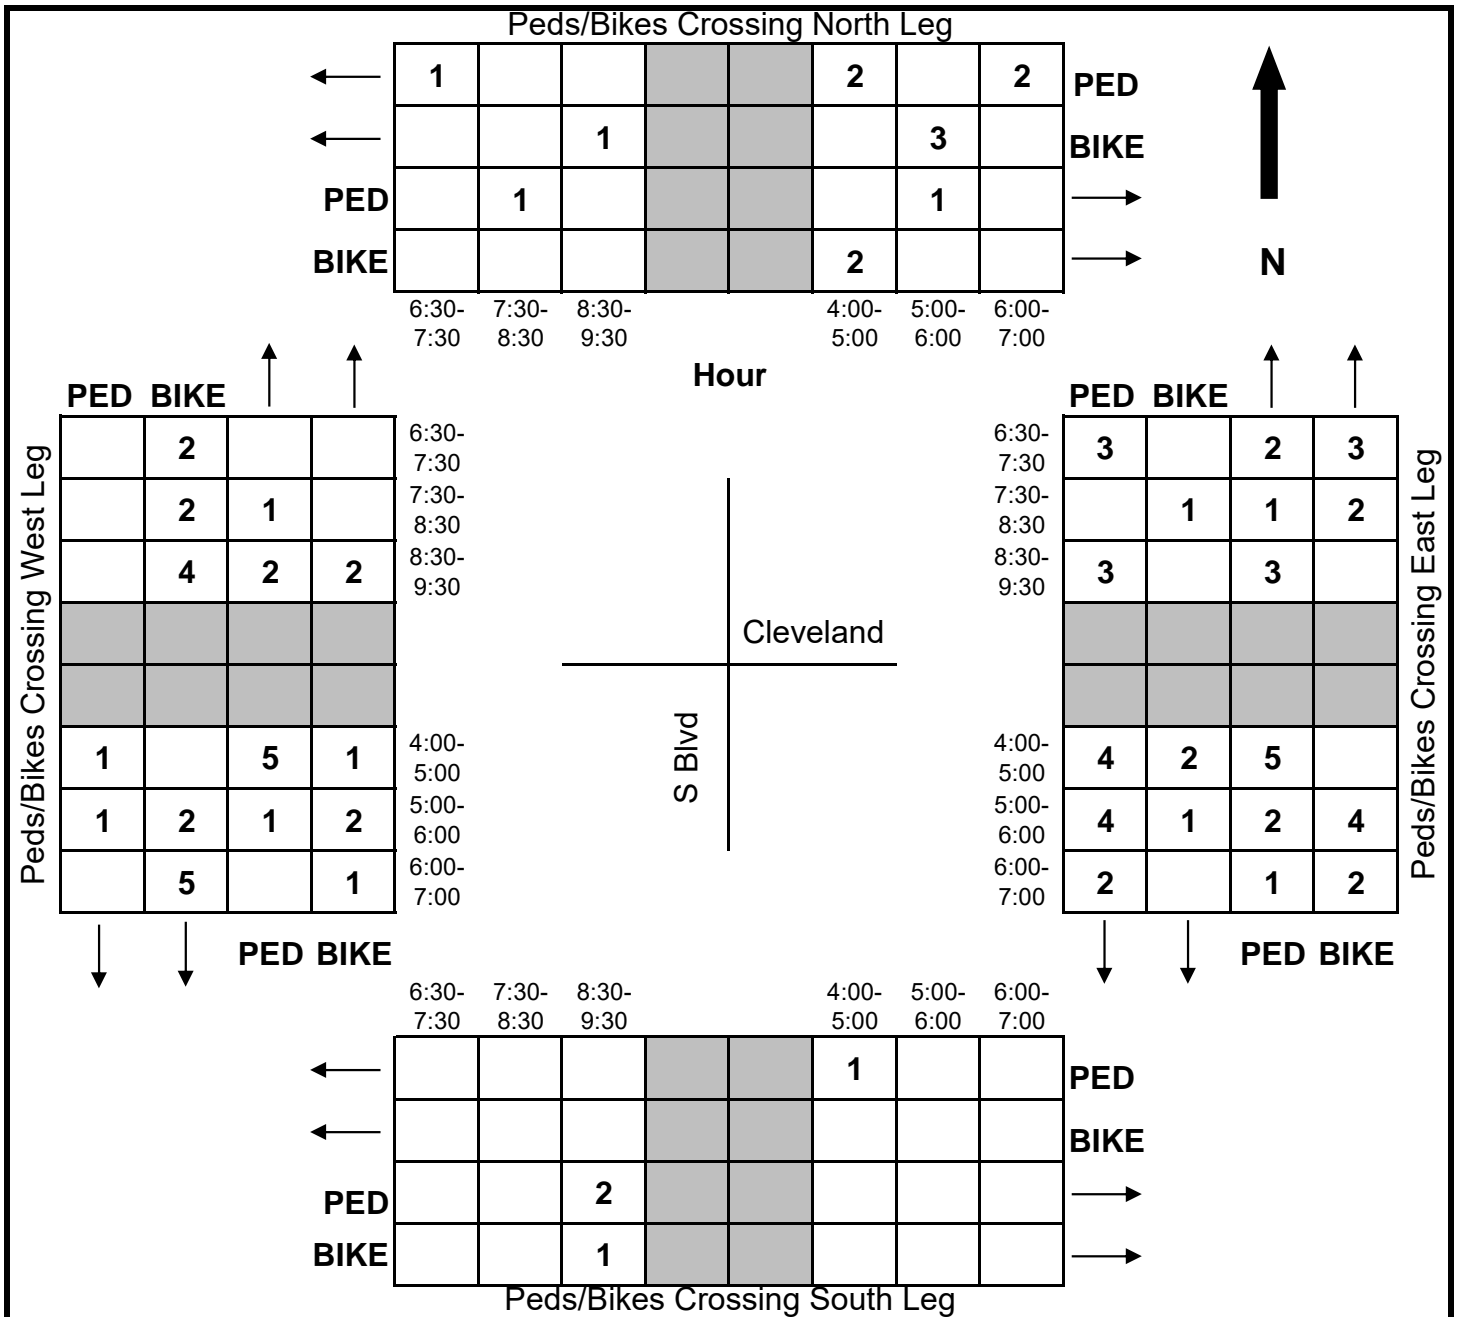 Peds/Bikes Crossing North Leg
1 2 2 PED
1 3 BIKE
PED 1 1
BIKE 2 N
6:30- 7:30- 8:30- 4:00- 5:00- 6:00-
7:30 8:30 9:30 5:00 6:00 7:00
Hour
PED BIKE
PED BIKE
Peds/Bikes Crossing West Leg
2 6:30-
7:30
2 1 7:30-
8:30
4 2 2 8:30-
9:30
1 5 1 4:00-
5:00
1 2 1 2 5:00-
6:00
5 1 6:00-
7:00
PED BIKE
Cleveland
S Blvd
6:30- 3 2 3
7:30
7:30- 1 1 2
8:30
8:30- 3 3
9:30
4:00- 4 2 5
5:00
5:00- 4 1 2 4
6:00
6:00- 2 1 2
7:00
PED BIKE
Peds/Bikes Crossing East Leg
6:30- 7:30- 8:30- 4:00- 5:00- 6:00-
7:30 8:30 9:30 5:00 6:00 7:00
1 PED
BIKE
PED 2
BIKE 1
Peds/Bikes Crossing South Leg